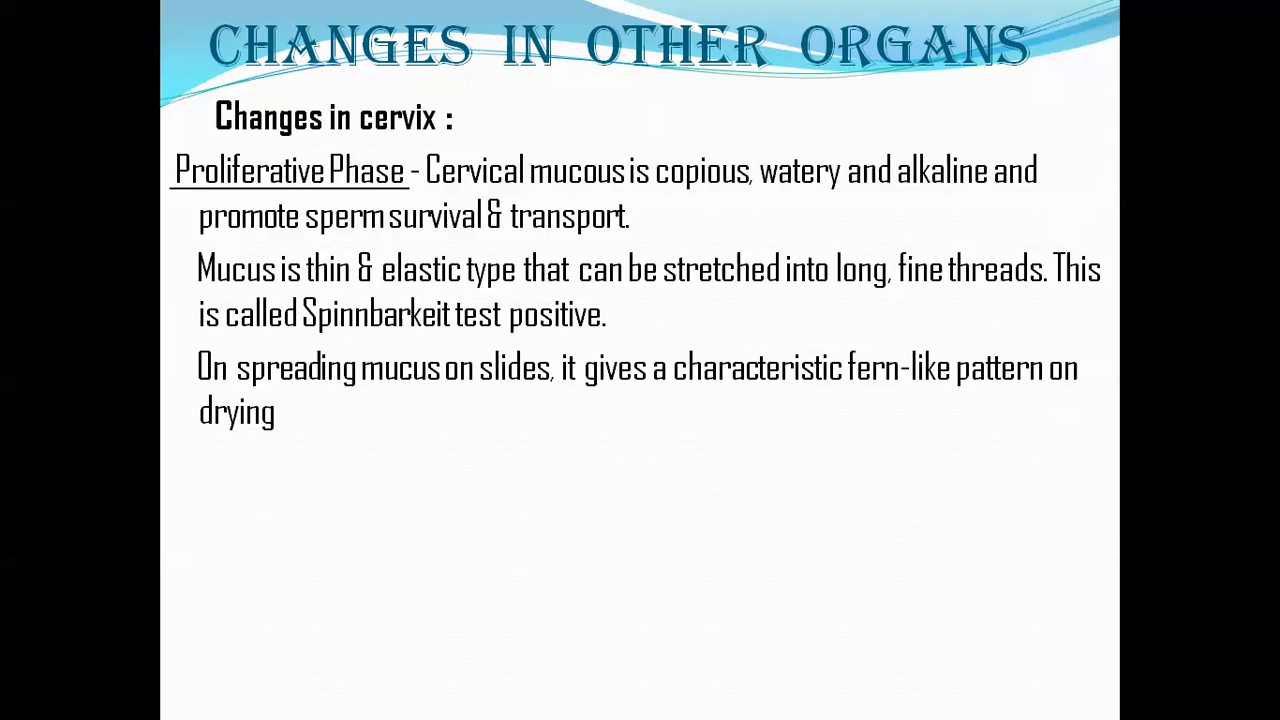 CHANGES IN OTHER ORGANS
Changes in cervix :
Proliferative Phase - Cervical mucous is copious, watery and alkaline and
promote sperm survival & transport.
Mucus is thin & elastic type that can be stretched into long, fine threads. This
is called Spinnbarkeit test positive.
On spreading mucus on slides, it gives a characteristic fern-like pattern on
drying